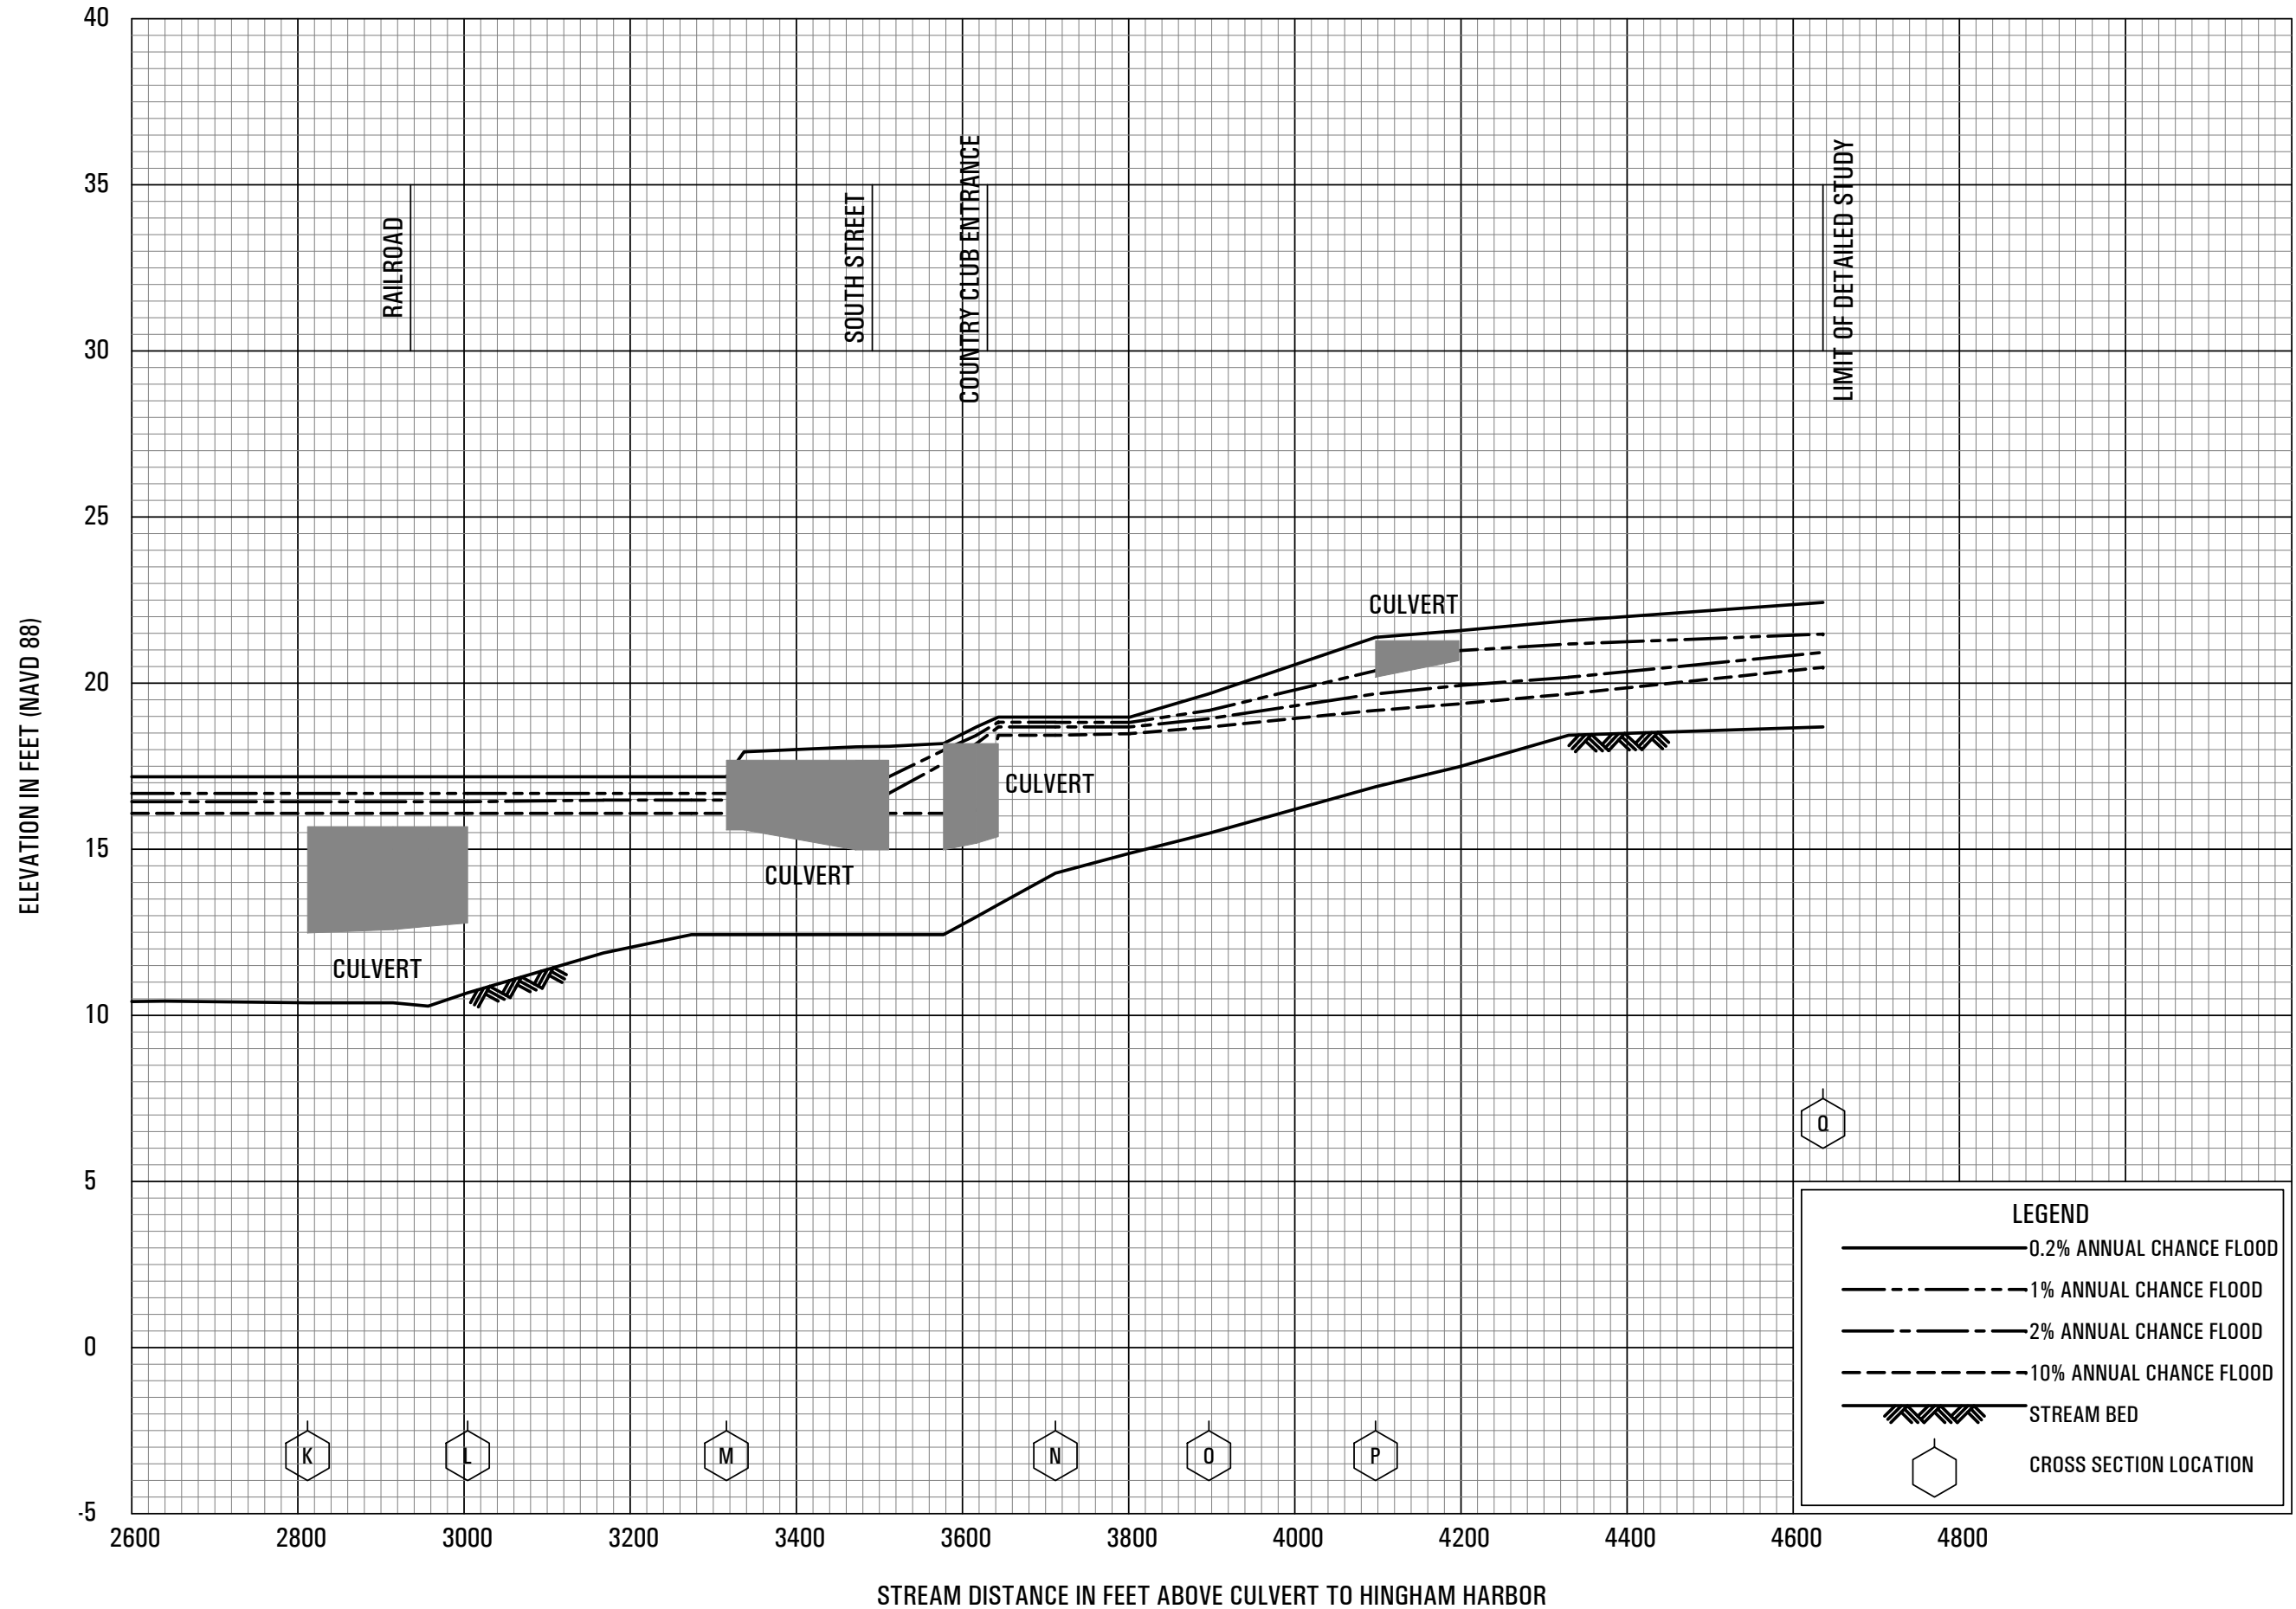 40
35
30
25
20
15
10
5
0
-5
ELEVATION IN FEET (NAVD 88)
RAILROAD
SOUTH STREET
COUNTRY CLUB ENTRANCE
LIMIT OF DETAILED STUDY
CULVERT
CULVERT
CULVERT
CULVERT
K
L
M
N
O
P
Q
LEGEND
0.2% ANNUAL CHANCE FLOOD
1% ANNUAL CHANCE FLOOD
2% ANNUAL CHANCE FLOOD
10% ANNUAL CHANCE FLOOD
STREAM BED
CROSS SECTION LOCATION
2600 2800 3000 3200 3400 3600 3800 4000 4200 4400 4600 4800
STREAM DISTANCE IN FEET ABOVE CULVERT TO HINGHAM HARBOR